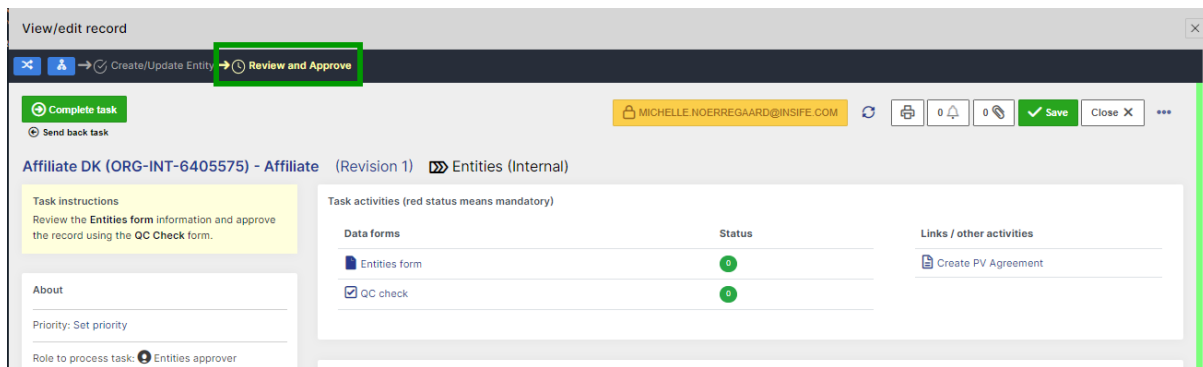 View/edit record
Create/Update Entity Review and Approve
Complete task
Send back task
MICHELLE.NOERREGAARD@INSIFE.COM
0 0 Save Close X
Affiliate DK (ORG-INT-6405575) - Affiliate (Revision 1) Entities (Internal)
Task instructions
Review the Entities form information and approve
the record using the QC Check form.
About
Priority: Set priority
Role to process task: Entities approver
Task activities (red status means mandatory)
Data forms Status Links / other activities
Entities form 0 Create PV Agreement
QC check 0